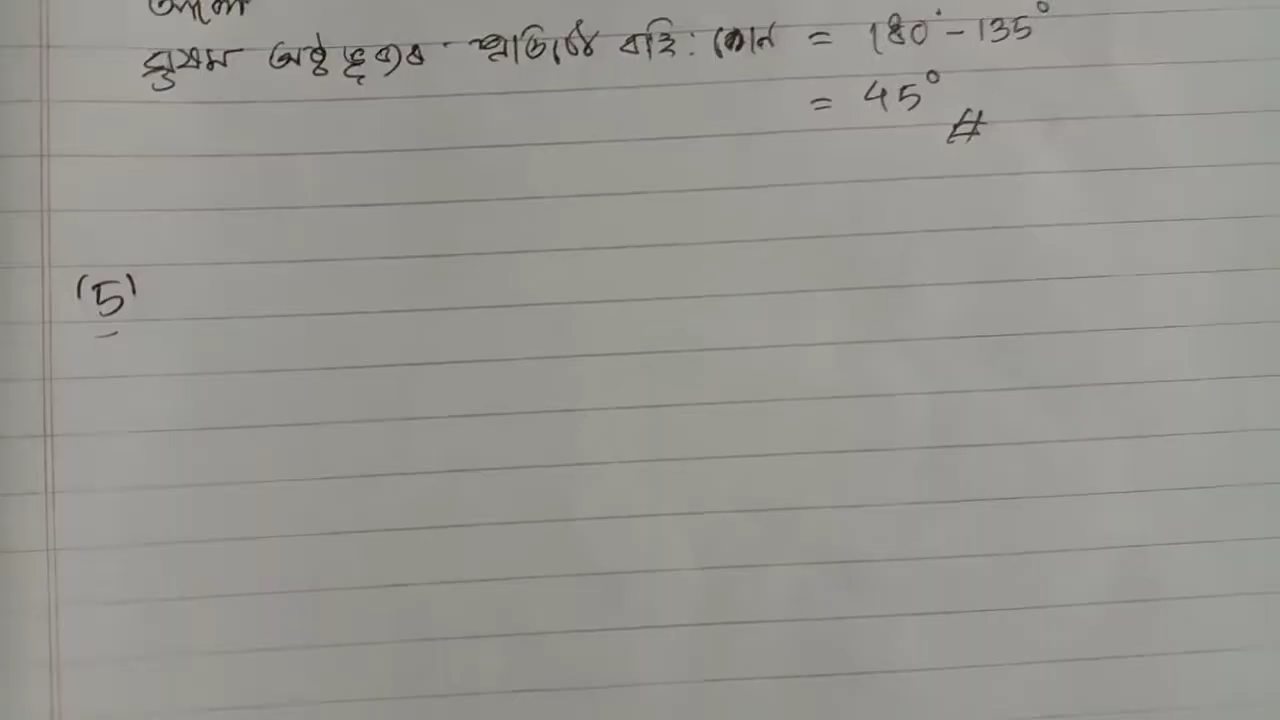 সুষম অষ্টভুজের প্রতিটি বহি: কোন = 180° - 135°
= 45°
#
(5)